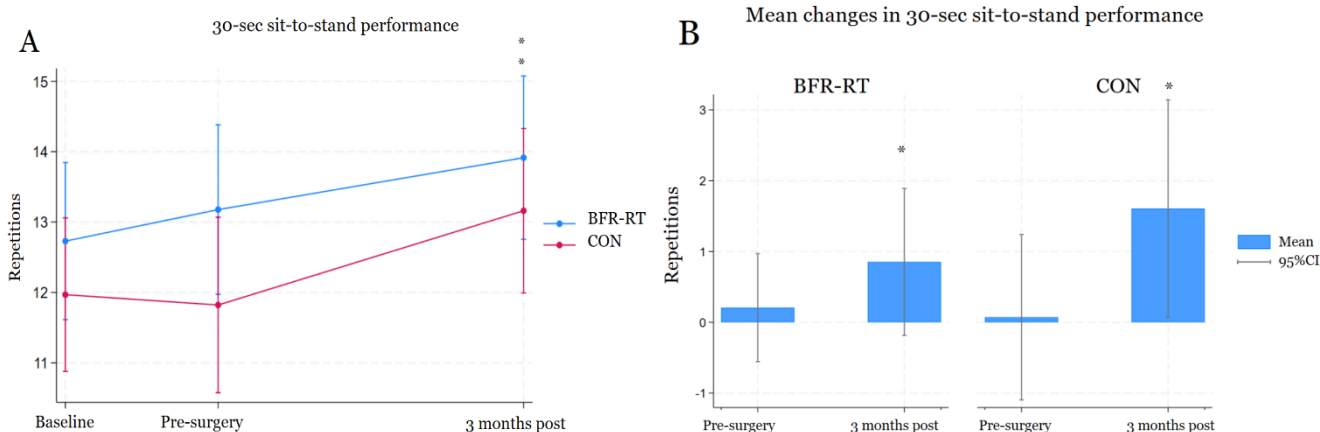 A
30-sec sit-to-stand performance
*
*
15
14
13
12
11
Repetitions
Baseline
Pre-surgery
3 months post
BFR-RT
CON
B
Mean changes in 30-sec sit-to-stand performance
BFR-RT
CON
*
*
3
2
1
0
-1
Repetitions
Pre-surgery
3 months post
Pre-surgery
3 months post
Mean
95%CI